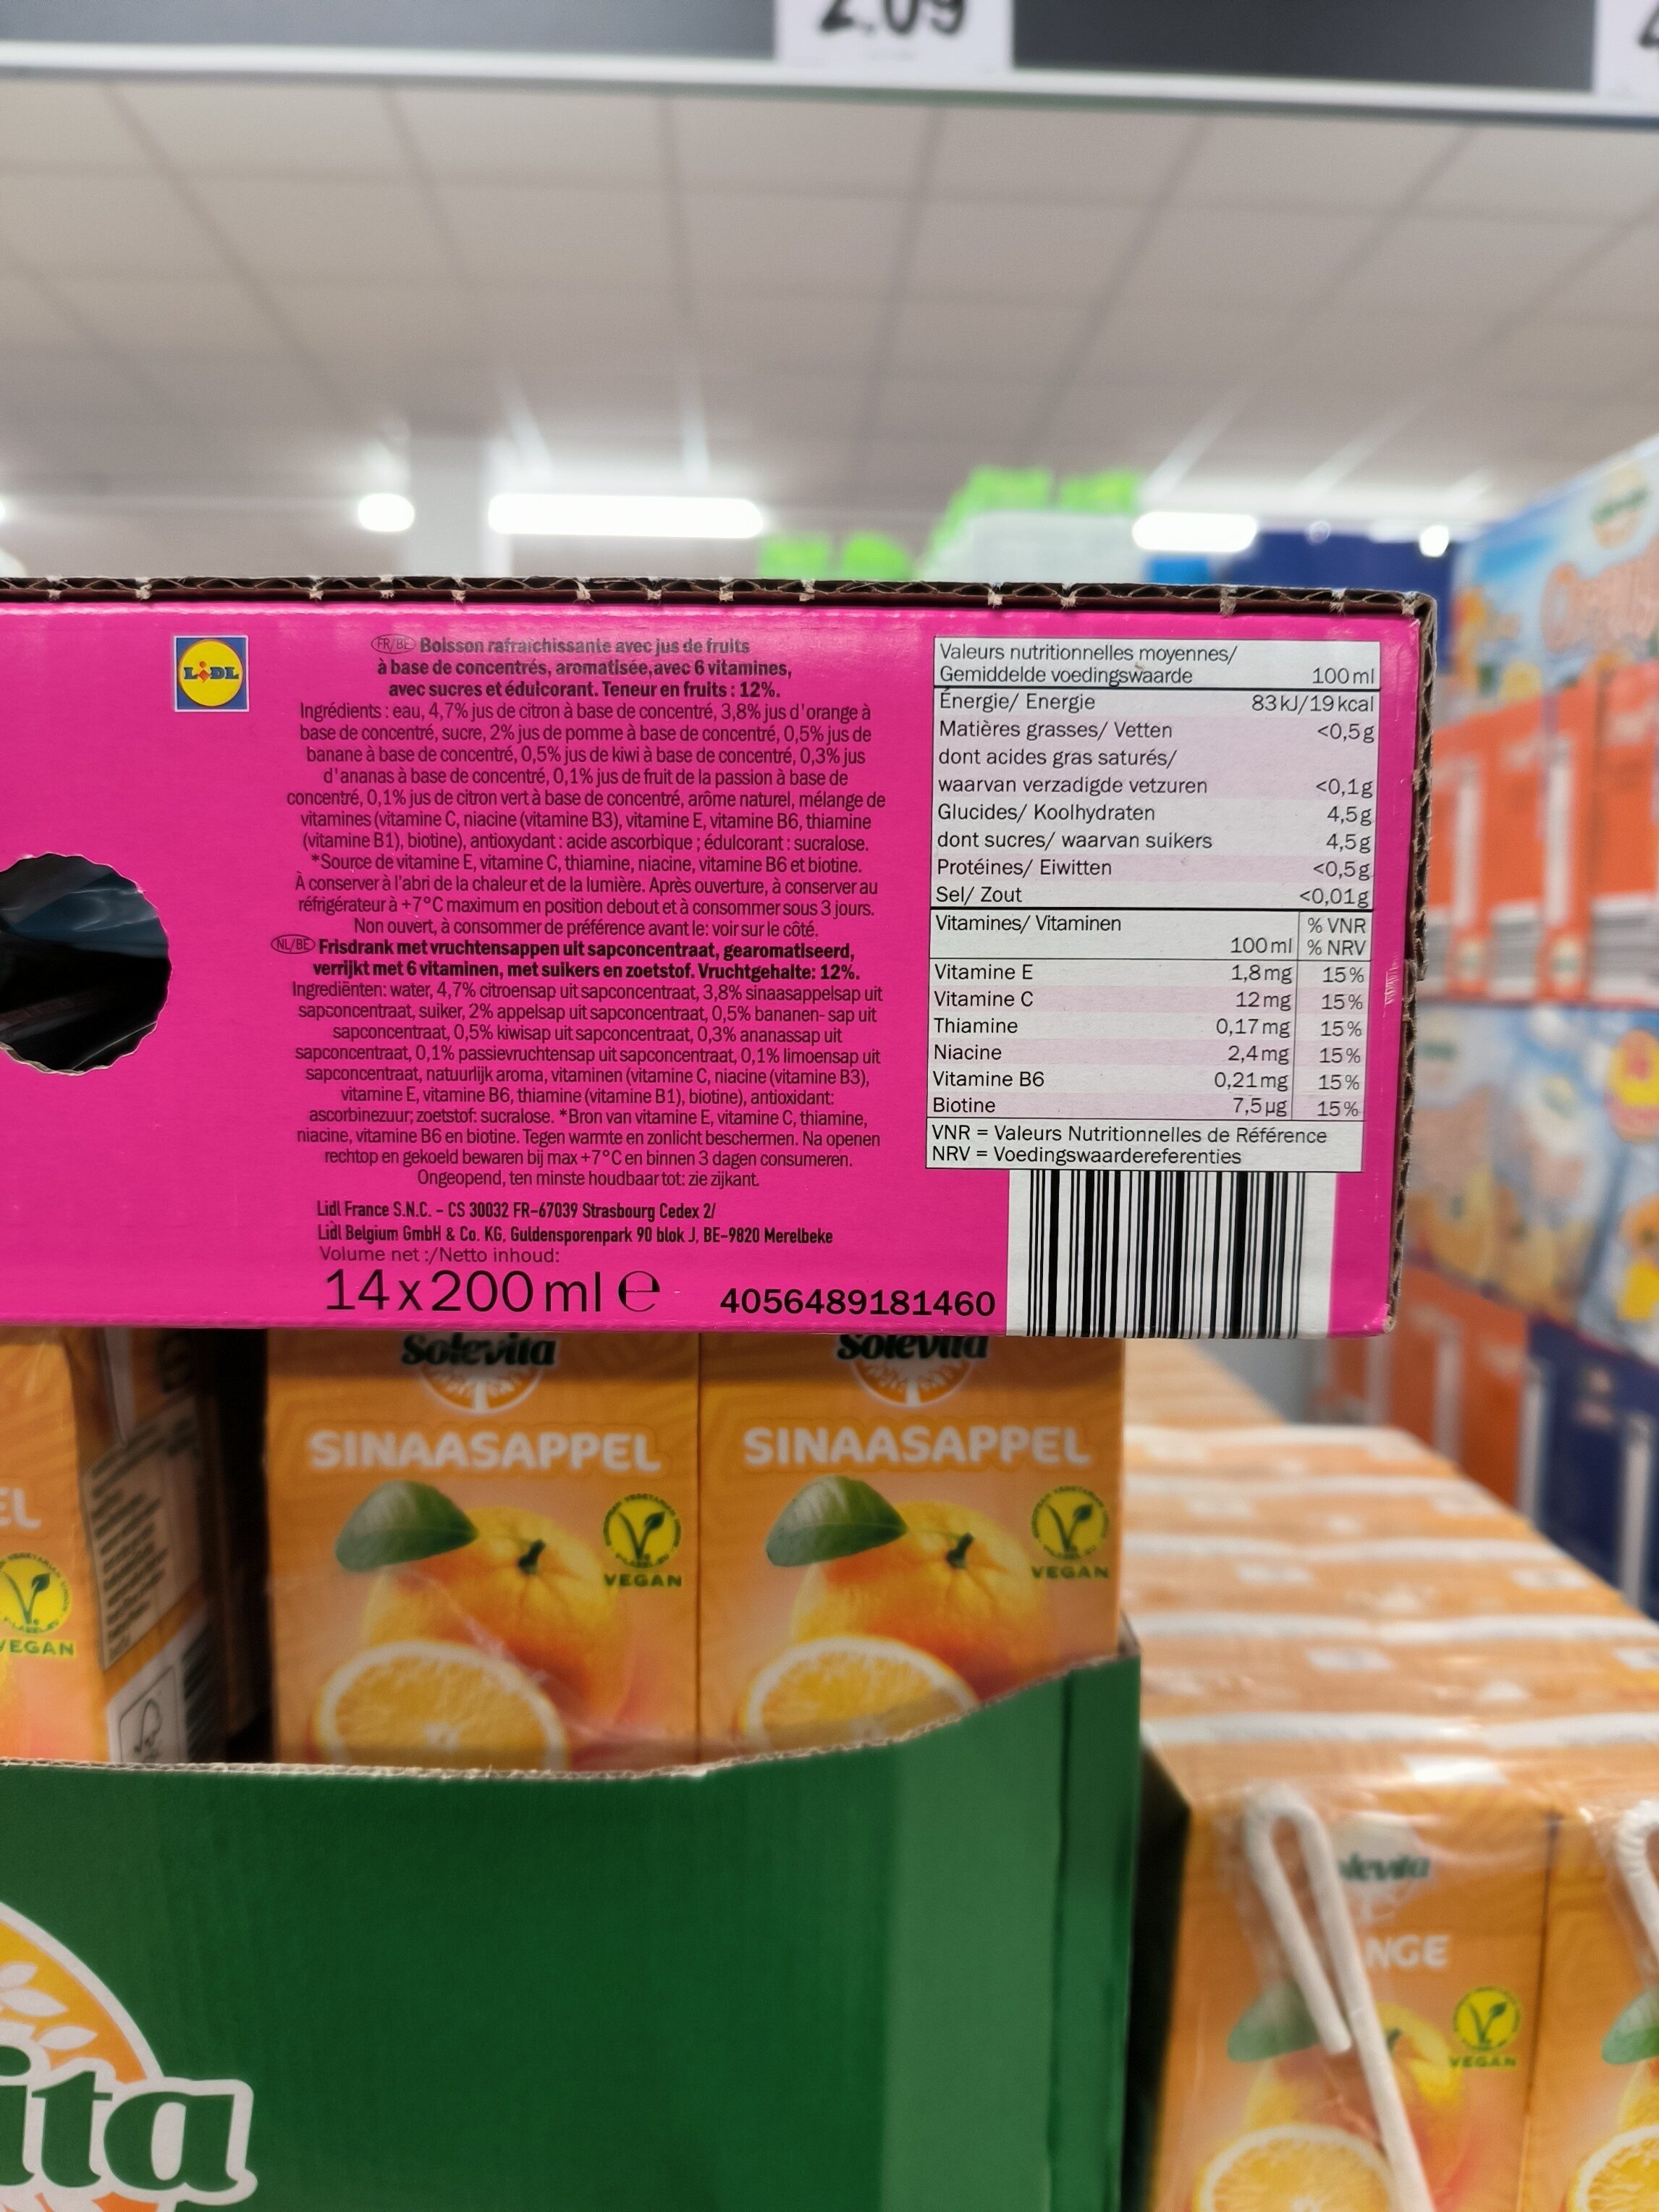 2.09
LIDL
FR/BE Boisson rafraîchissante avec jus de fruits
à base de concentrés, aromatisée, avec 6 vitamines,
avec sucres et édulcorant. Teneur en fruits : 12%.
Ingrédients : eau, 4,7% jus de citron à base de concentré, 3,8% jus d'orange à
base de concentré, sucre, 2% jus de pomme à base de concentré, 0,5% jus de
banane à base de concentré, 0,5% jus de kiwi à base de concentré, 0,3% jus
d'ananas à base de concentré, 0,1% jus de fruit de la passion à base de
concentré, 0,1% jus de citron vert à base de concentré, arôme naturel, mélange de
vitamines (vitamine C, niacine (vitamine B3), vitamine E, vitamine B6, thiamine
(vitamine B1), biotine), antioxydant : acide ascorbique ; édulcorant : sucralose.
*Source de vitamine E, vitamine C, thiamine, niacine, vitamine B6 et biotine.
À conserver à l'abri de la chaleur et de la lumière. Après ouverture, à conserver au
réfrigérateur à +7°C maximum en position debout et à consommer sous 3 jours.
Non ouvert, à consommer de préférence avant le: voir sur le côté.
NL/BE Frisdrank met vruchtensappen uit sapconcentraat, gearomatiseerd,
verrijkt met 6 vitaminen, met suikers en zoetstof. Vruchtgehalte: 12%.
Ingrediënten: water, 4,7% citroensap uit sapconcentraat, 3,8% sinaasappelsap uit
sapconcentraat, suiker, 2% appelsap uit sapconcentraat, 0,5% bananen- sap uit
sapconcentraat, 0,5% kiwisap uit sapconcentraat, 0,3% ananassap uit
sapconcentraat, 0,1% passievruchtensap uit sapconcentraat, 0,1% limoensap uit
sapconcentraat, natuurlijk aroma, vitaminen (vitamine C, niacine (vitamine B3),
vitamine E, vitamine B6, thiamine (vitamine B1), biotine), antioxidant:
ascorbinezuur; zoetstof: sucralose. *Bron van vitamine E, vitamine C, thiamine,
niacine, vitamine B6 en biotine. Tegen warmte en zonlicht beschermen. Na openen
rechtop en gekoeld bewaren bij max +7°C en binnen 3 dagen consumeren.
Ongeopend, ten minste houdbaar tot: zie zijkant.
Lidl France S.N.C. – CS 30032 FR–67039 Strasbourg Cedex 2/
Lidl Belgium GmbH & Co. KG, Guldensporenpark 90 blok J, BE–9820 Merelbeke
Volume net :/Netto inhoud:
14x200 ml e
4056489181460
Valeurs nutritionnelles moyennes/
Gemiddelde voedingswaarde 100 ml
Énergie/ Energie 83 kJ/19 kcal
Matières grasses/ Vetten <0,5g
dont acides gras saturés/
waarvan verzadigde vetzuren <0,1g
Glucides/ Koolhydraten 4,5g
dont sucres/ waarvan suikers 4,5g
Protéines/ Eiwitten <0,5g
Sel/ Zout <0,01g
Vitamines/ Vitaminen % VNR
100 ml % NRV
Vitamine E 1,8 mg 15%
Vitamine C 12 mg 15%
Thiamine 0,17 mg 15%
Niacine 2,4 mg 15%
Vitamine B6 0,21 mg 15%
Biotine 7,5 µg 15%
VNR = Valeurs Nutritionnelles de Référence
NRV = Voedingswaardereferenties
Solevita
SINAASAPPEL
VEGAN
Solevita
SINAASAPPEL
VEGAN
EL
VEGAN
levita
NGE
VEGAN
ita